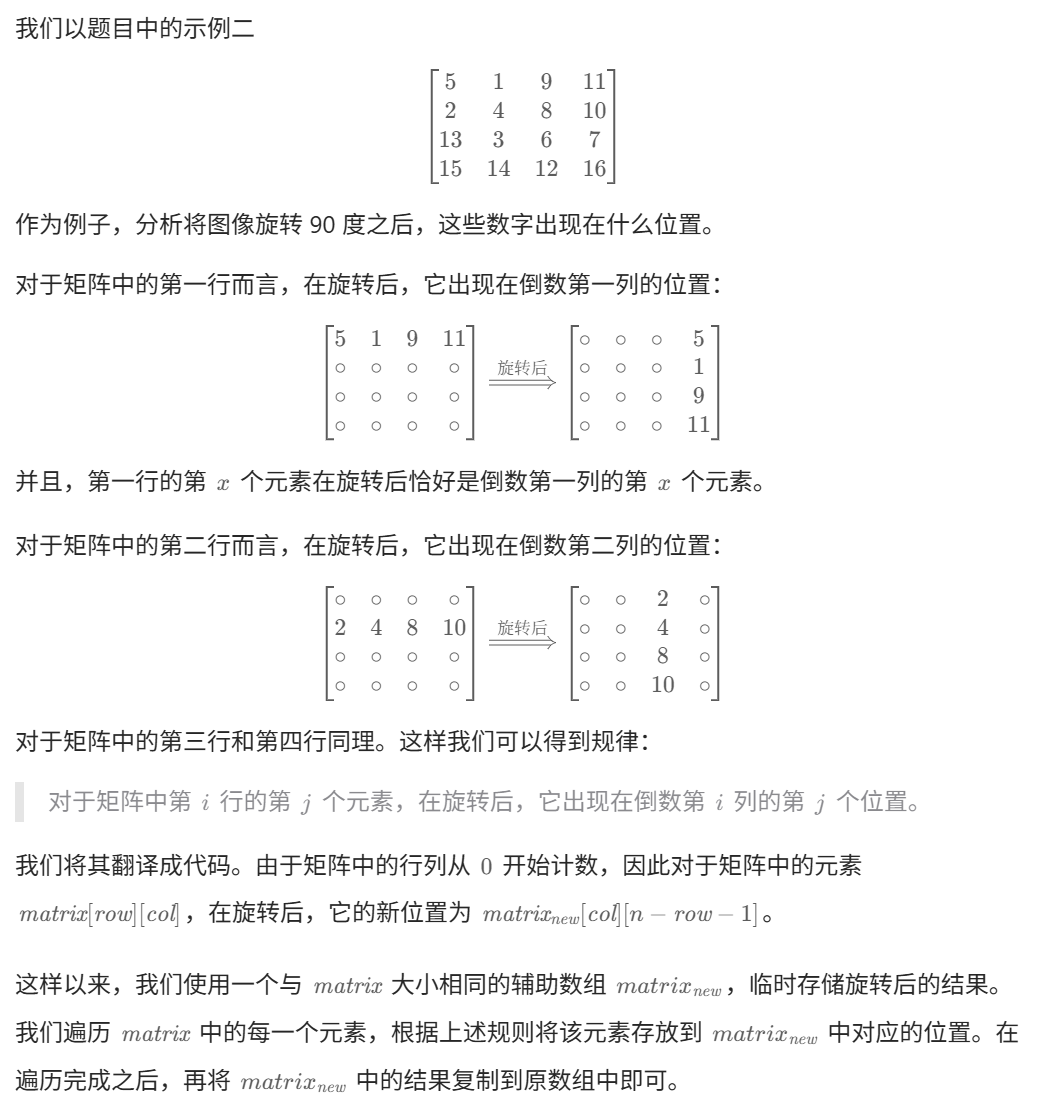 我们以题目中的示例二
5 1 9 11
2 4 8 10
13 3 6 7
15 14 12 16
作为例子，分析将图像旋转 90 度之后，这些数字出现在什么位置。
对于矩阵中的第一行而言，在旋转后，它出现在倒数第一列的位置：
5 1 9 11 ∘ ∘ ∘ 5
∘ ∘ ∘ ∘ 旋转后 ∘ ∘ ∘ 1
∘ ∘ ∘ ∘ ⟹ ∘ ∘ ∘ 9
∘ ∘ ∘ ∘ ∘ ∘ ∘ 11
并且，第一行的第 x 个元素在旋转后恰好是倒数第一列的第 x 个元素。
对于矩阵中的第二行而言，在旋转后，它出现在倒数第二列的位置：
∘ ∘ ∘ ∘ ∘ ∘ 2 ∘
2 4 8 10 旋转后 ∘ ∘ 4 ∘
∘ ∘ ∘ ∘ ⟹ ∘ ∘ 8 ∘
∘ ∘ ∘ ∘ ∘ ∘ 10 ∘
对于矩阵中的第三行和第四行同理。这样我们可以得到规律：
对于矩阵中第 i 行的第 j 个元素，在旋转后，它出现在倒数第 i 列的第 j 个位置。
我们将其翻译成代码。由于矩阵中的行列从 0 开始计数，因此对于矩阵中的元素
matrix[row][col]，在旋转后，它的新位置为 matrix_new[col][n − row − 1]。
这样以来，我们使用一个与 matrix 大小相同的辅助数组 matrix_new，临时存储旋转后的结果。
我们遍历 matrix 中的每一个元素，根据上述规则将该元素存放到 matrix_new 中对应的位置。在
遍历完成之后，再将 matrix_new 中的结果复制到原数组中即可。